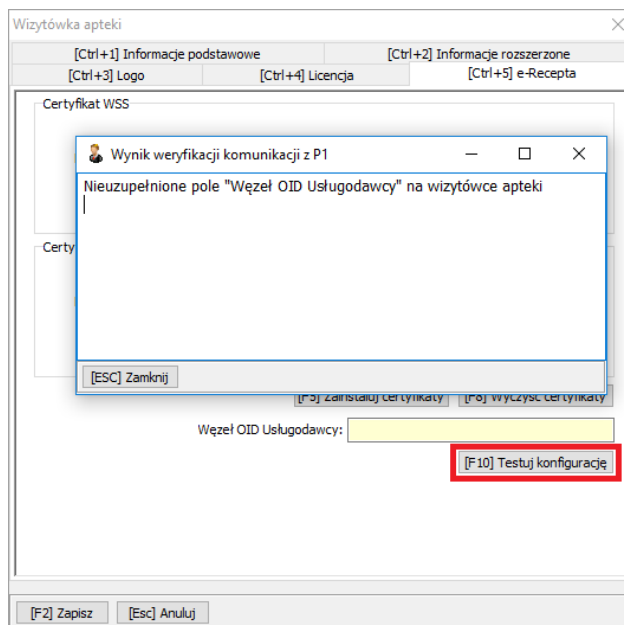 Wizytówka apteki
[Ctrl+1] Informacje podstawowe
[Ctrl+2] Informacje rozszerzone
[Ctrl+3] Logo
[Ctrl+4] Licencja
[Ctrl+5] e-Recepta
Certyfikat WSS
Wynik weryfikacji komunikacji z P1
Nieuzupełnione pole "Węzeł OID Usługodawcy" na wizytówce apteki
Certy
[ESC] Zamknij
[F5] Zainstaluj certyfikaty
[F8] Wyczyść certyfikaty
Węzeł OID Usługodawcy:
[F10] Testuj konfigurację
[F2] Zapisz
[Esc] Anuluj